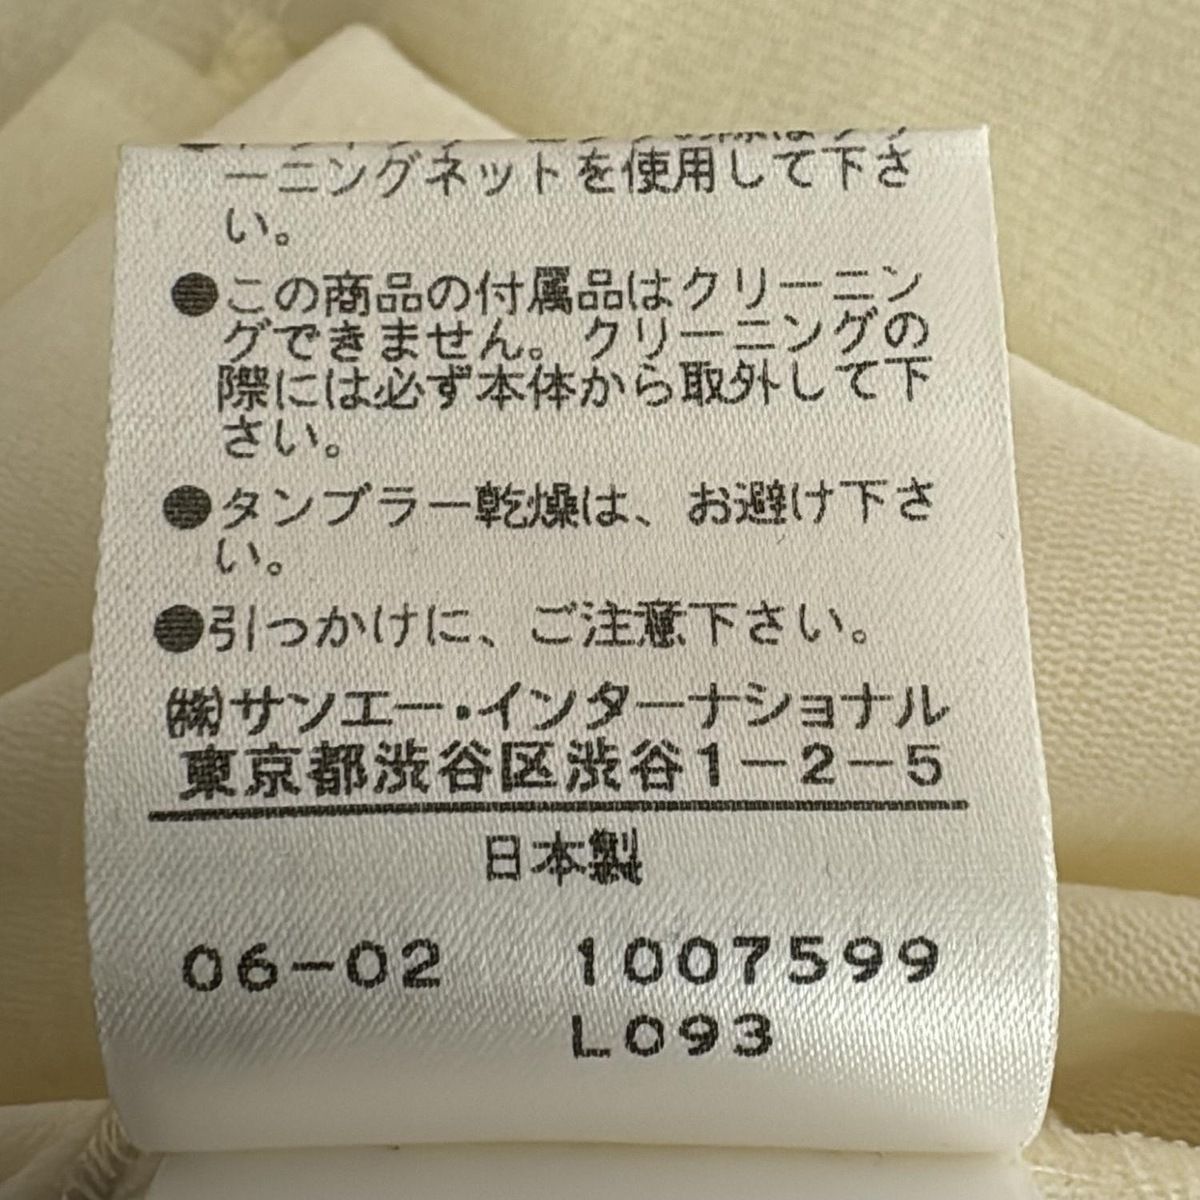 ーニングネットを使用して下さ
い。
●この商品の付属品はクリーニン
グできません。クリーニングの
際には必ず本体から取外して下
さい。
●タンブラー乾燥は、お避け下さ
い。
●引っかけに、ご注意下さい。
㈱サンエー・インターナショナル
東京都渋谷区渋谷1-2-5
日本製
06-02 1007599
L093